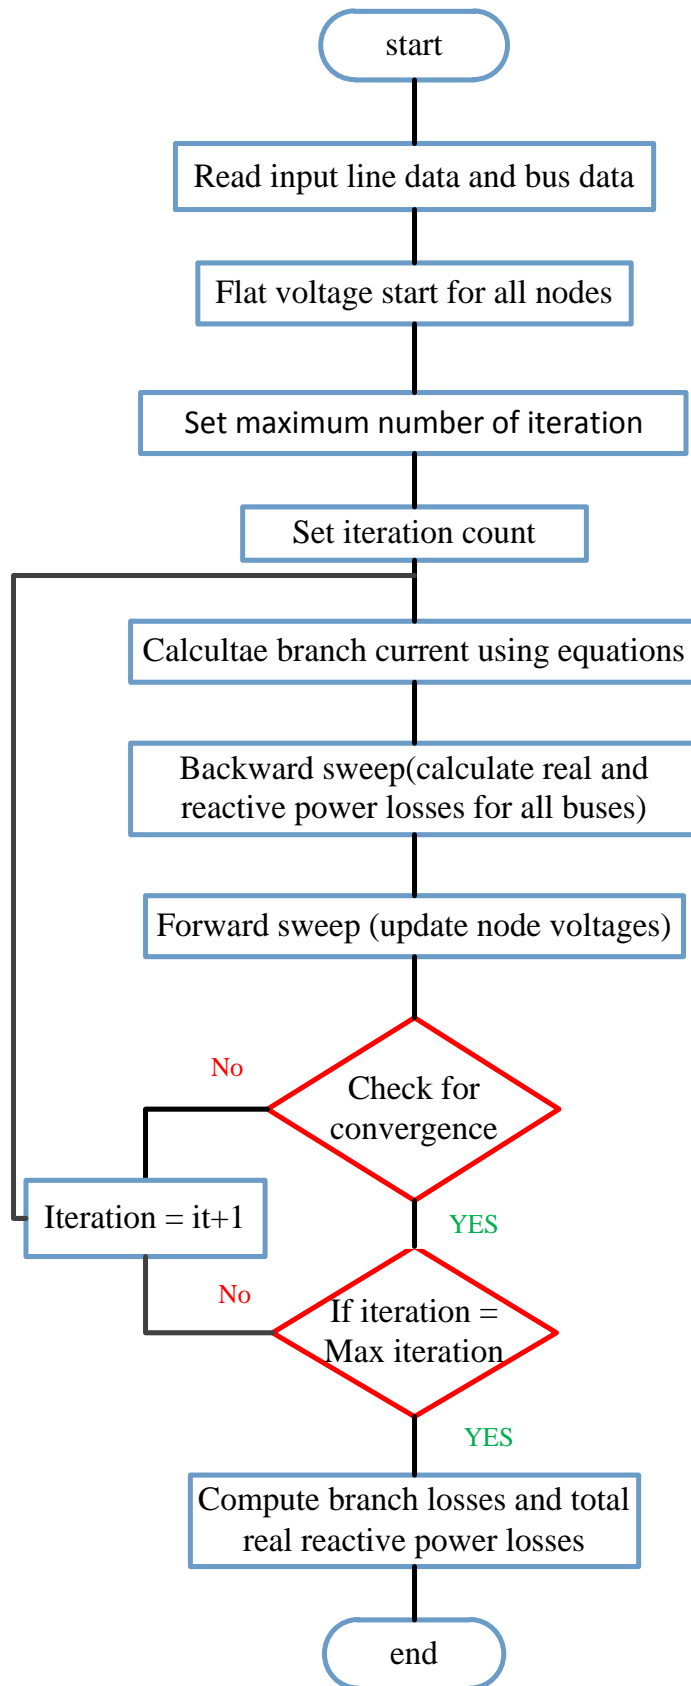 start
Read input line data and bus data
Flat voltage start for all nodes
Set maximum number of iteration
Set iteration count
Calcultae branch current using equations
Backward sweep(calculate real and
reactive power losses for all buses)
Forward sweep (update node voltages)
No
Check for
convergence
Iteration = it+1
YES
No
If iteration =
Max iteration
YES
Compute branch losses and total
real reactive power losses
end